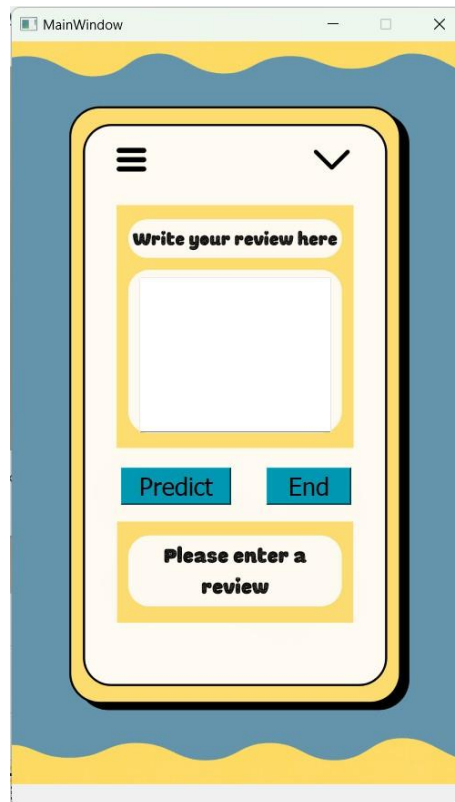 MainWindow
Write your review here
Predict
End
Please enter a
review